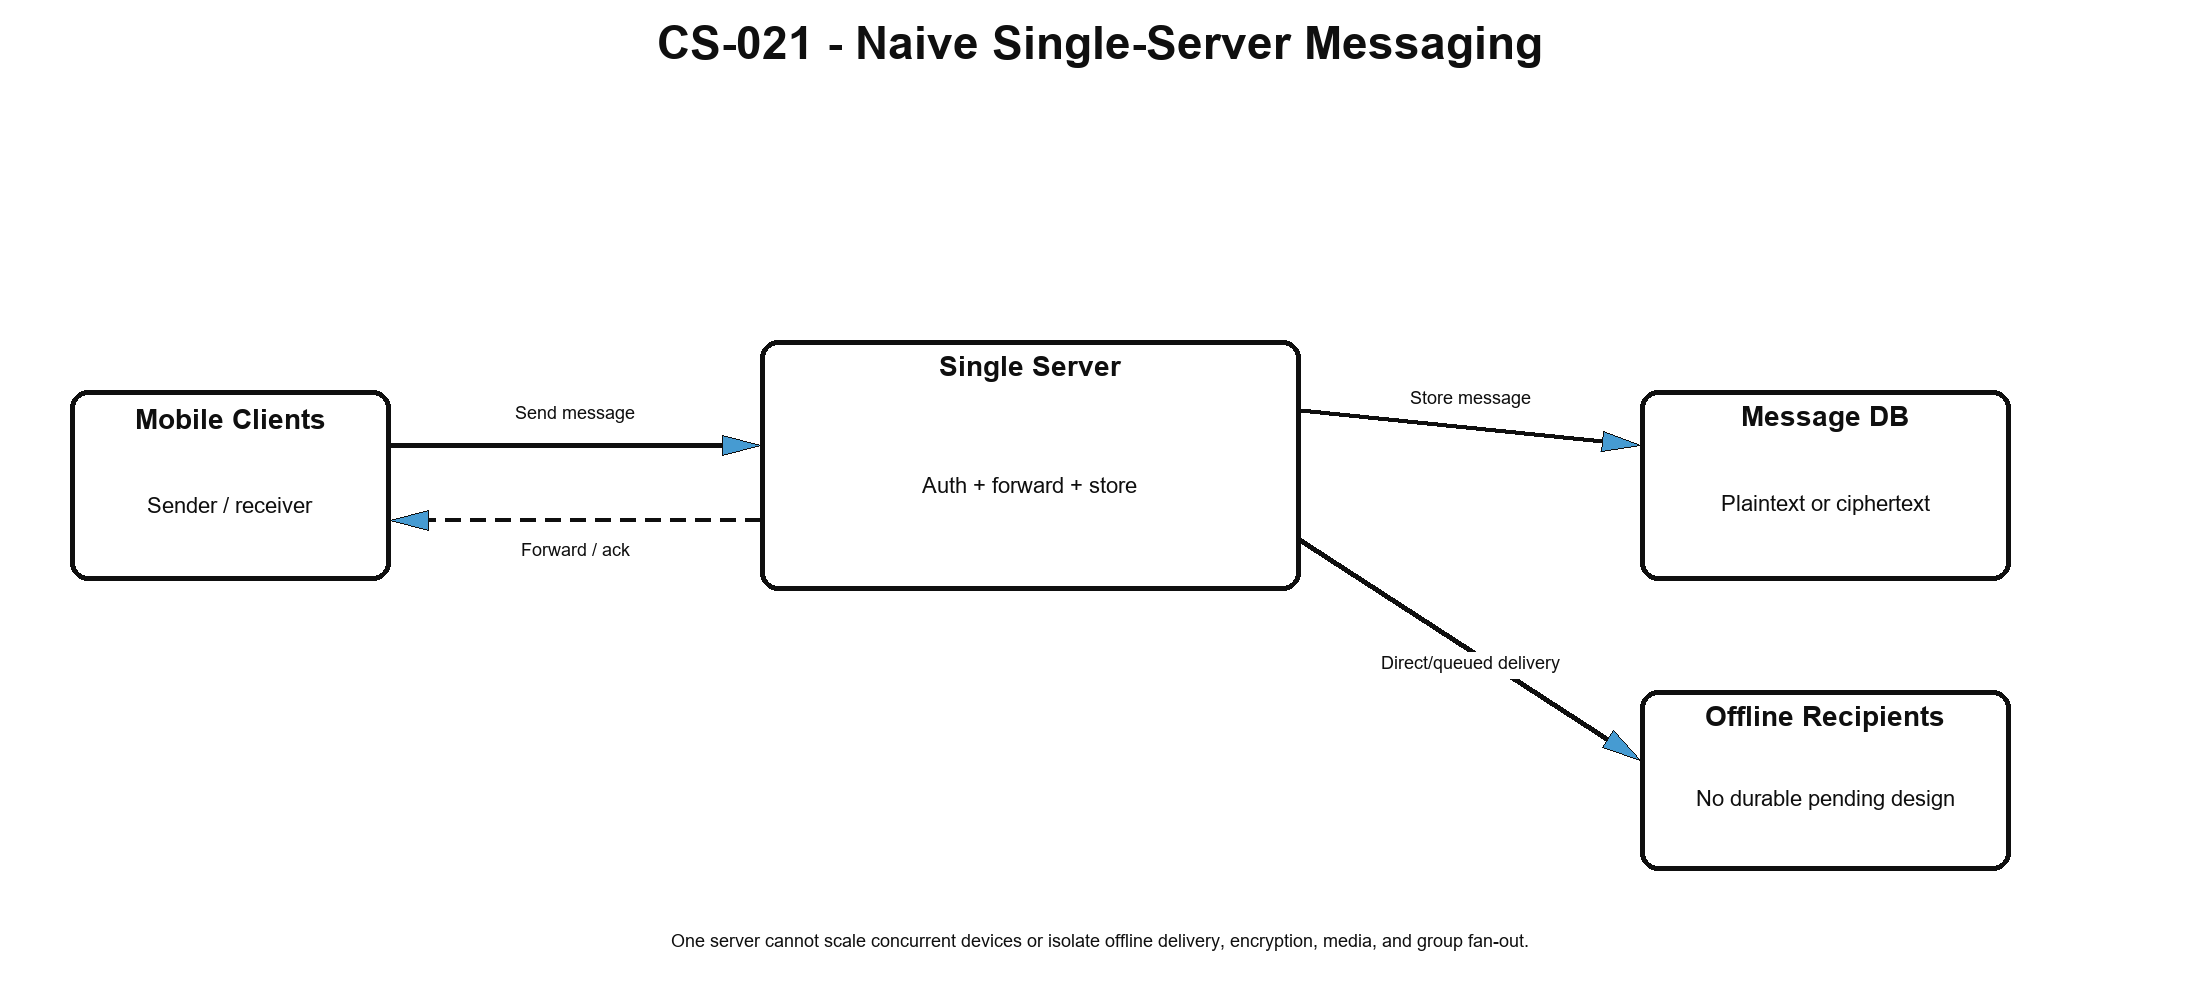 CS-021 - Naive Single-Server Messaging
Mobile Clients
Sender / receiver
Send message
Forward / ack
Single Server
Auth + forward + store
Store message
Message DB
Plaintext or ciphertext
Direct/queued delivery
Offline Recipients
No durable pending design
One server cannot scale concurrent devices or isolate offline delivery, encryption, media, and group fan-out.